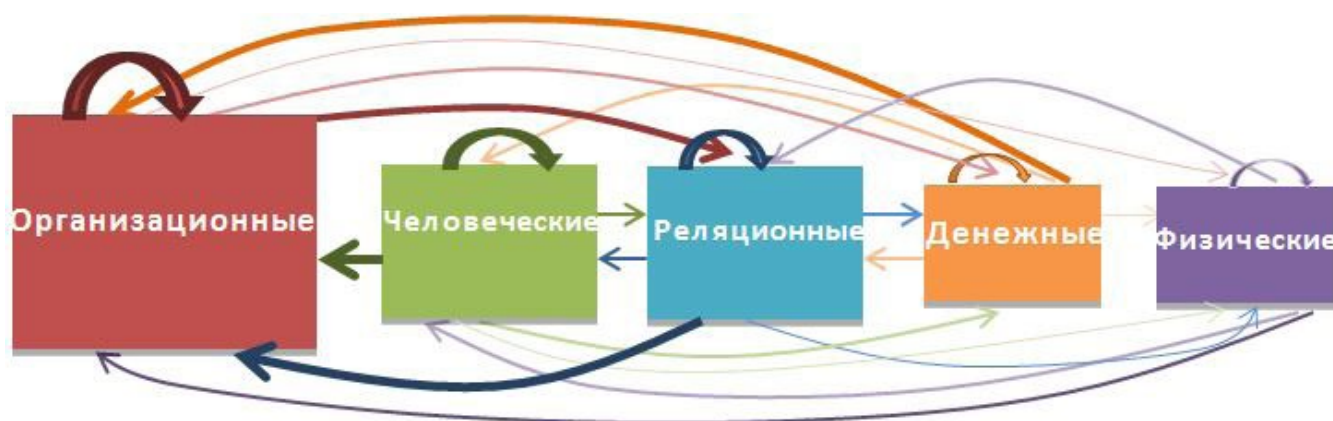 Организационные
Человеческие
Реляционные
Денежные
Физические